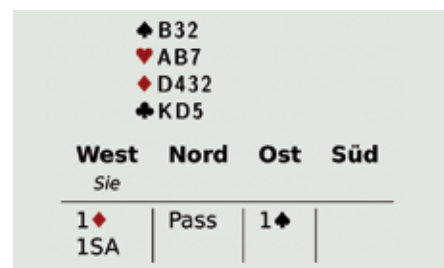 ♠B32
♥AB7
♦D432
♣KD5
West Nord Ost Süd
Sie
1♦ Pass 1♠
1SA